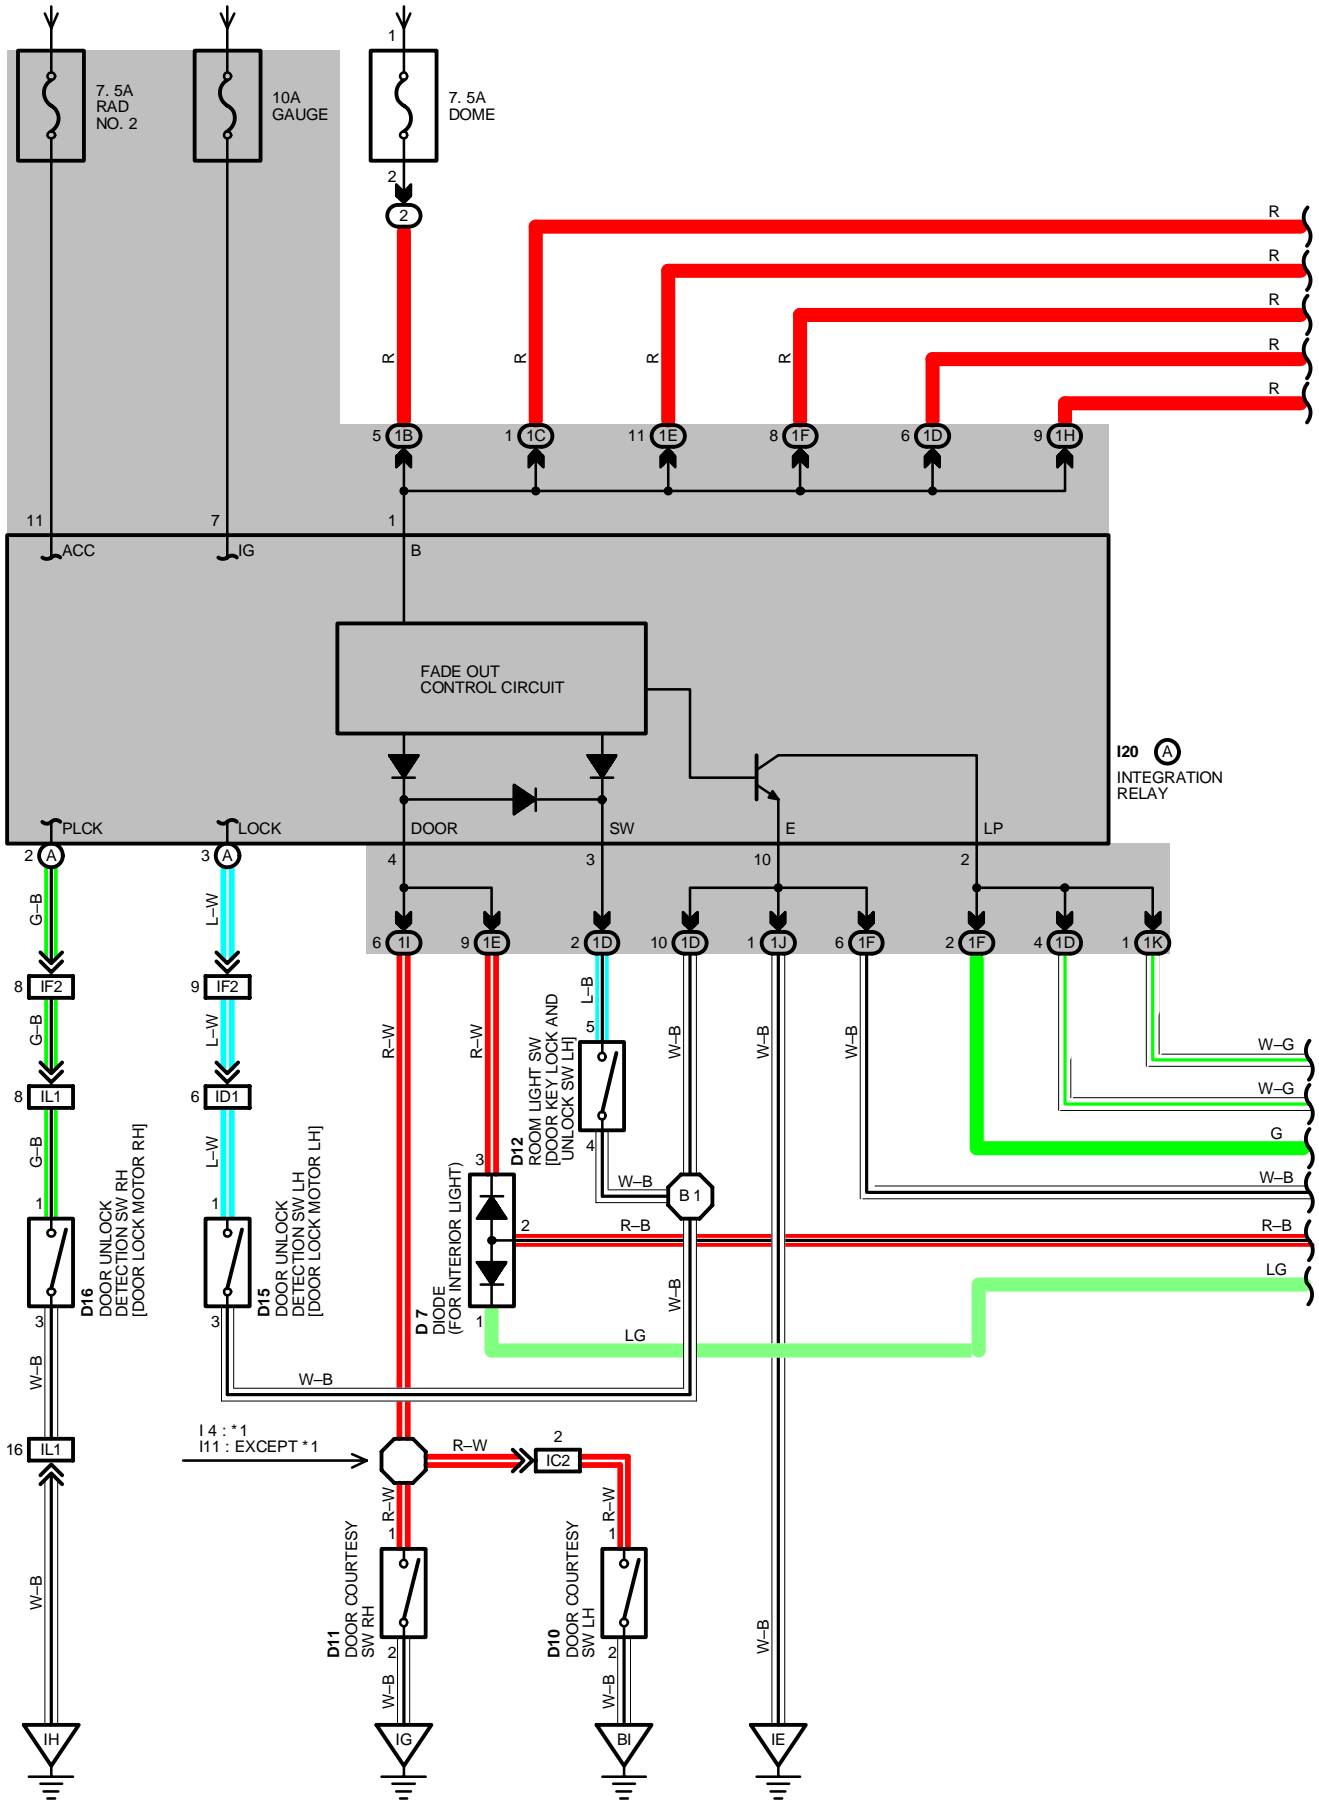 1
7. 5A
RAD
NO. 2
10A
GAUGE
7. 5A
DOME
2
2
R
R
R
R
R
R
R
R
R
5 1B
1 1C
11 1E
8 1F
6 1D
9 1H
11
7
1
ACC
IG
B
FADE OUT
CONTROL CIRCUIT
I20 A
INTEGRATION
RELAY
PLCK
LOCK
DOOR
SW
E
LP
2 A
3 A
4
3
10
2
G–B
L–W
6 1I
9 1E
2 1D
10 1D
1 1J
6 1F
2 1F
4 1D
1 1K
8 IF2
9 IF2
G–B
L–W
R–W
R–W
L–B
5
W–B
W–B
W–B
W–G
8 IL1
6 ID1
W–G
D12
ROOM LIGHT SW
[DOOR KEY LOCK AND
UNLOCK SW LH]
4
G
G–B
L–W
3
W–B
B 1
W–B
1
1
2
R–B
R–B
D16
DOOR UNLOCK
DETECTION SW RH
[DOOR LOCK MOTOR RH]
D15
DOOR UNLOCK
DETECTION SW LH
[DOOR LOCK MOTOR LH]
D 7
DIODE
(FOR INTERIOR LIGHT)
W–B
LG
3
3
1
LG
W–B
W–B
16 IL1
I 4 : *1
I11 : EXCEPT *1
R–W
2
IC2
R–W
R–W
1
1
D11
DOOR COURTESY
SW RH
D10
DOOR COURTESY
SW LH
W–B
W–B
2
2
W–B
W–B
IH
IG
BI
IE